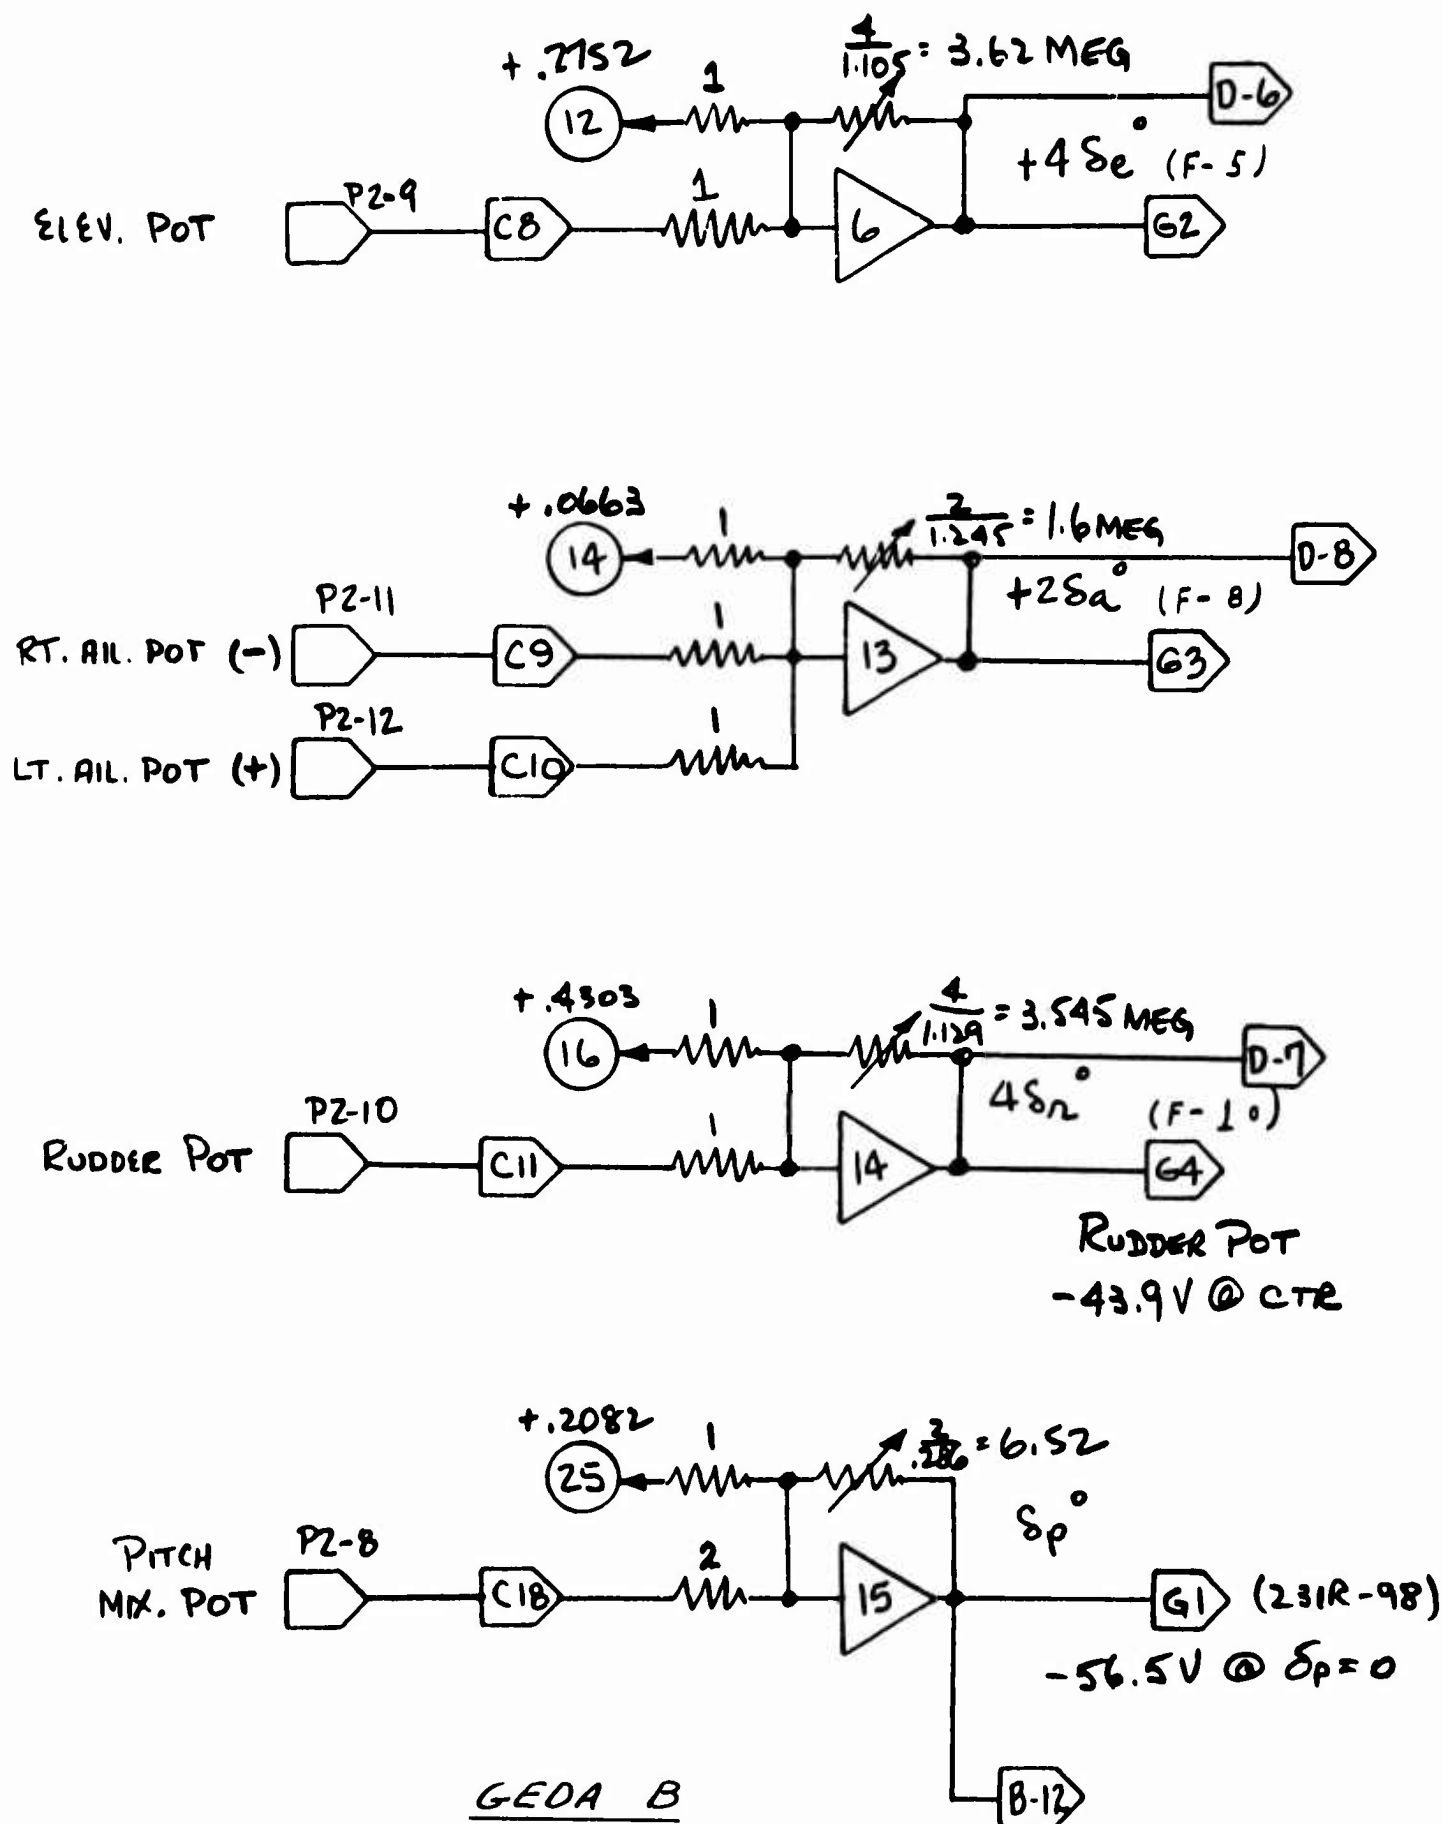 +.2752
4/1.105 = 3.62 MEG
1
12
D-6
+4 δe° (F-5)
1
P2-9
ELEV. POT
C8
6
G2
+.0663
1
2/1.245 = 1.6 MEG
14
D-8
+2δa° (F-8)
P2-11
1
RT. AIL. POT (-)
C9
13
G3
P2-12
1
LT. AIL. POT (+)
C10
+.4303
1
4/1.129 = 3.545 MEG
16
D-7
4δr° (F-10)
P2-10
1
RUDDER POT
C11
14
G4
RUDDER POT
-43.9V @ CTR
+.2082
1
= 6.52
25
δp°
P2-8
2
PITCH
MIX. POT
C18
15
G1 (231R-98)
-56.5V @ δp=0
GEDA B
B-12